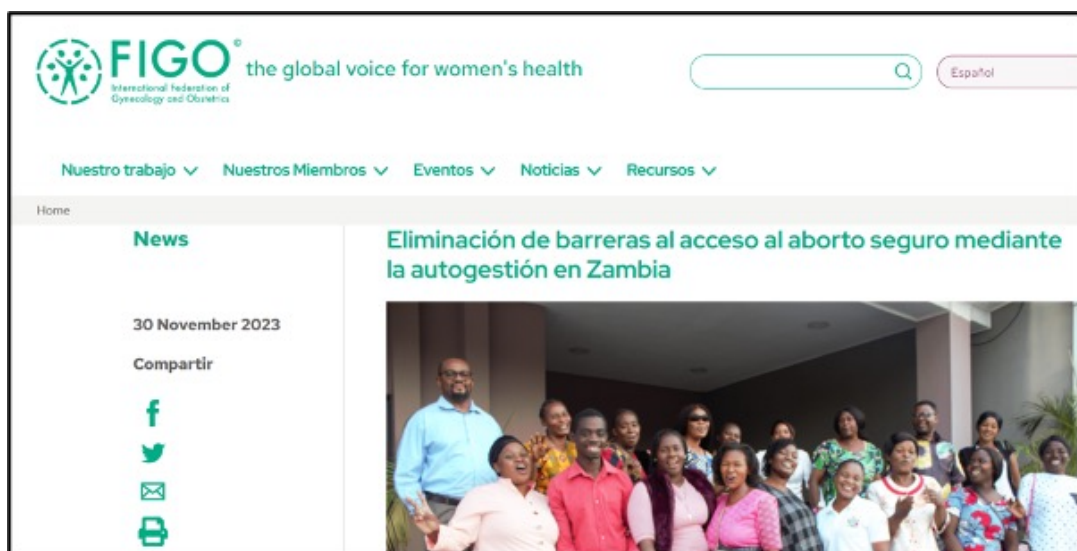 FIGO©
International Federation of
Gynecology and Obstetrics
the global voice for women's health
Español
Nuestro trabajo
Nuestros Miembros
Eventos
Noticias
Recursos
Home
News
Eliminación de barreras al acceso al aborto seguro mediante
la autogestión en Zambia
30 November 2023
Compartir